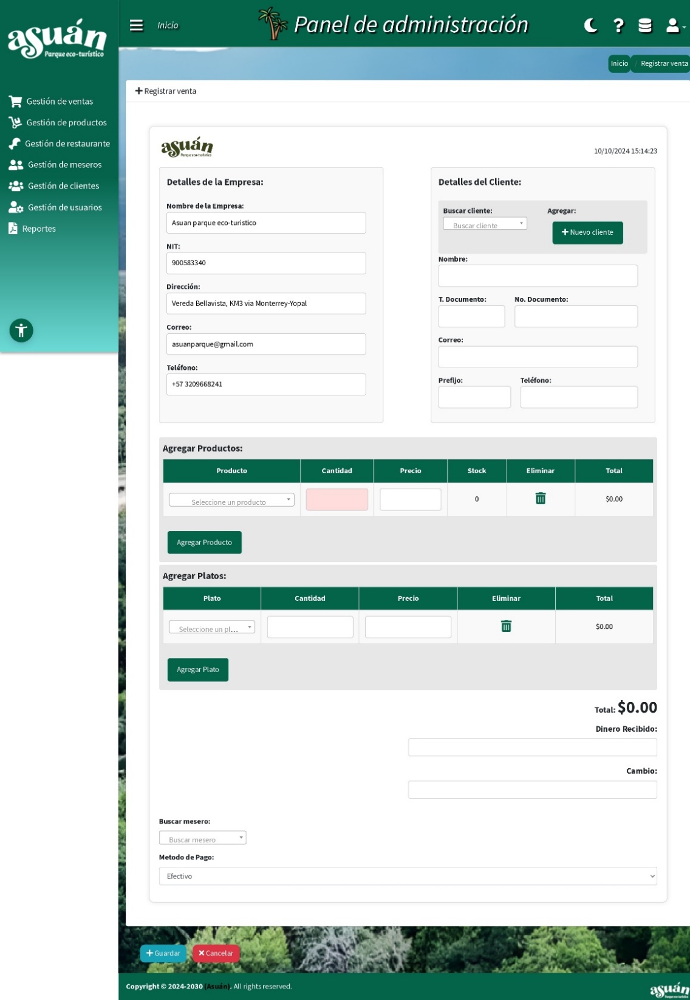 asuán
Parque eco-turístico
Inicio
Panel de administración
Inicio / Registrar venta
Gestión de ventas
Gestión de productos
Gestión de restaurante
Gestión de meseros
Gestión de clientes
Gestión de usuarios
Reportes
Registrar venta
asuán
Parque eco-turístico
10/10/2024 15:14:23
Detalles de la Empresa:
Nombre de la Empresa:
Asuan parque eco-turistico
NIT:
900583340
Dirección:
Vereda Bellavista, KM3 via Monterrey-Yopal
Correo:
asuanparque@gmail.com
Teléfono:
+57 3209668241
Detalles del Cliente:
Buscar cliente: Agregar:
Buscar cliente
Nuevo cliente
Nombre:
T. Documento: No. Documento:
Correo:
Prefijo: Teléfono:
Agregar Productos:
Producto Cantidad Precio Stock Eliminar Total
Seleccione un producto 0 $0.00
Agregar Producto
Agregar Platos:
Plato Cantidad Precio Eliminar Total
Seleccione un pl... $0.00
Agregar Plato
Total: $0.00
Dinero Recibido:
Cambio:
Buscar mesero:
Buscar mesero
Metodo de Pago:
Efectivo
Guardar Cancelar
Copyright © 2024-2030 (Asuán). All rights reserved.
asuán
Parque eco-turístico